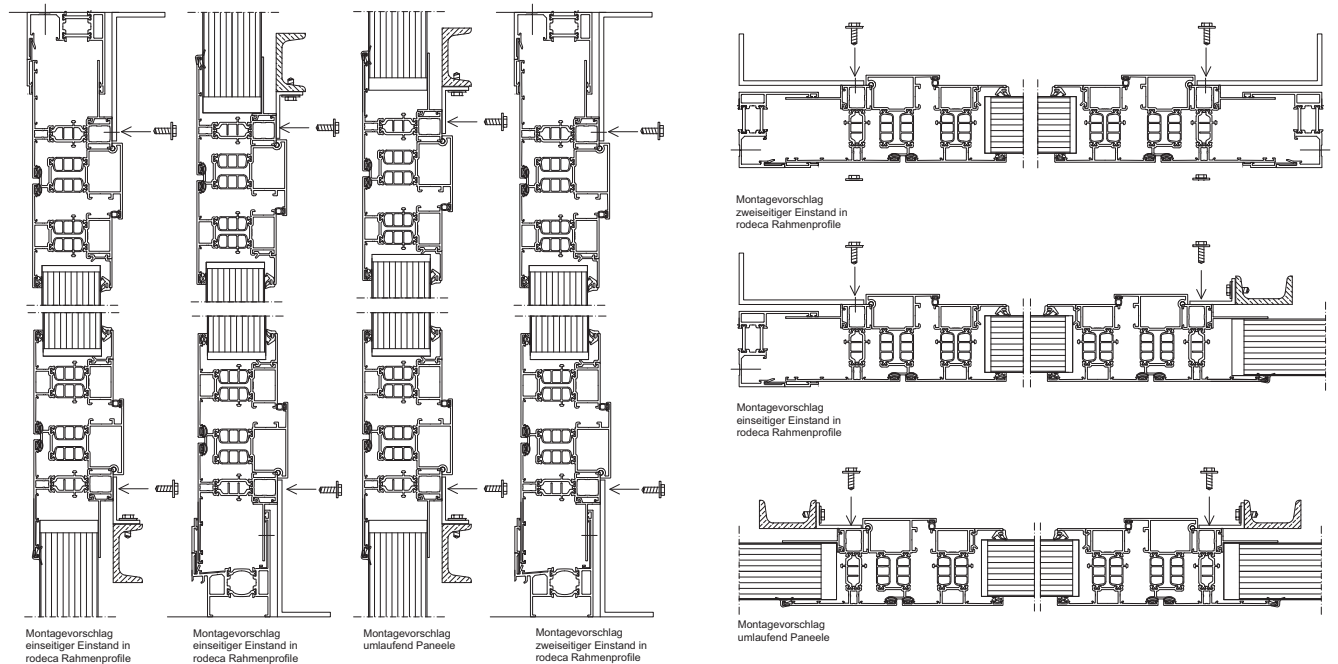 Montagevorschlag
einseitiger Einstand in
rodeca Rahmenprofile
Montagevorschlag
einseitiger Einstand in
rodeca Rahmenprofile
Montagevorschlag
umlaufend Paneele
Montagevorschlag
zweiseitiger Einstand in
rodeca Rahmenprofile
Montagevorschlag
zweiseitiger Einstand in
rodeca Rahmenprofile
Montagevorschlag
einseitiger Einstand in
rodeca Rahmenprofile
Montagevorschlag
umlaufend Paneele